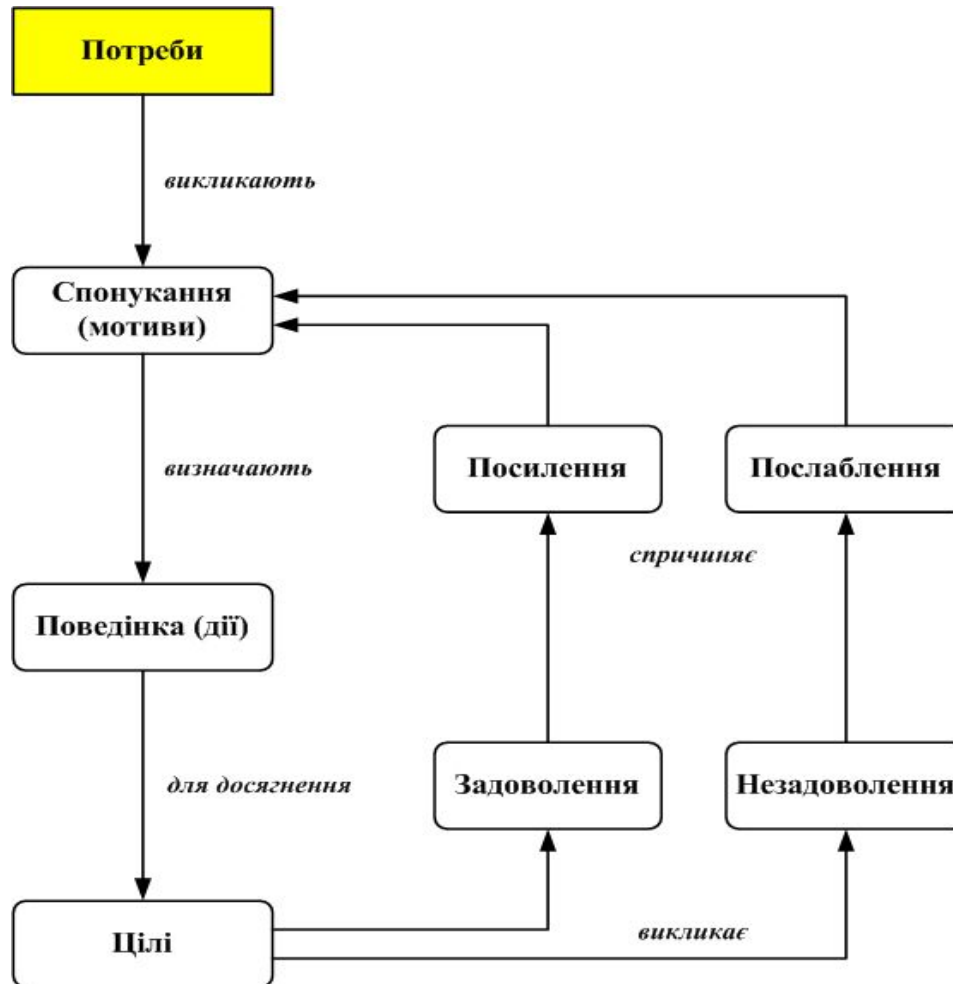 Потреби
викликають
Спонукання
(мотиви)
визначають
Посилення
Послаблення
спричиняє
Поведінка (дії)
для досягнення
Задоволення
Незадоволення
Цілі
викликає